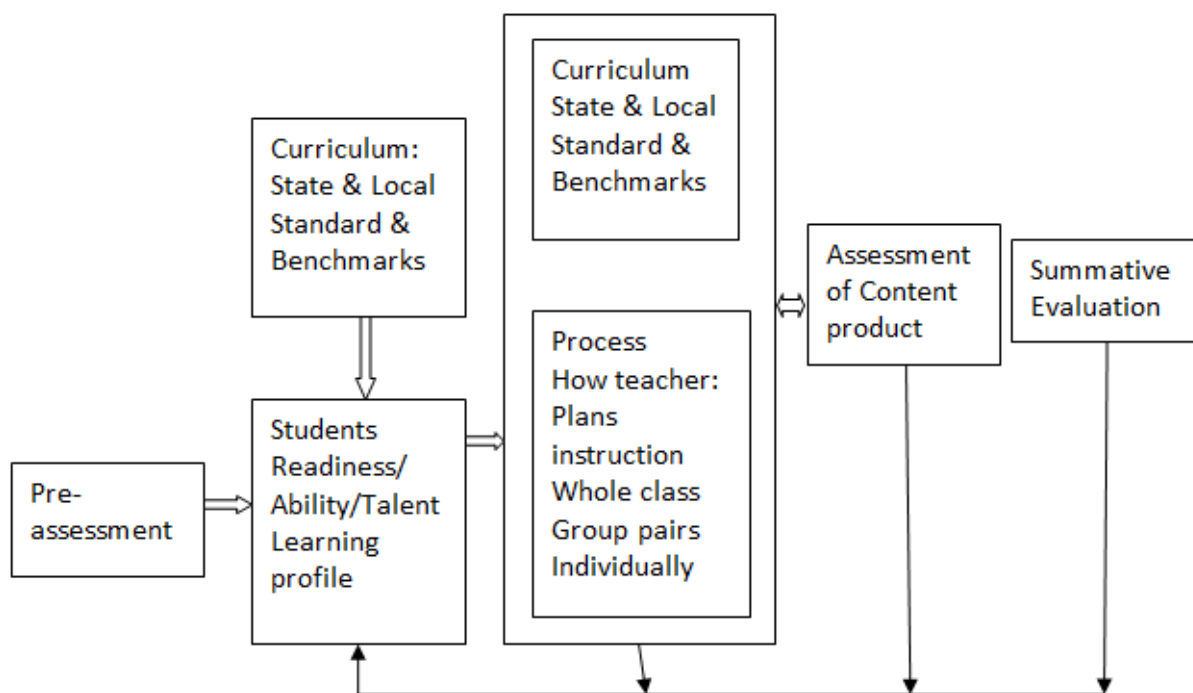 Curriculum
State & Local
Standard &
Benchmarks
Curriculum:
State & Local
Standard &
Benchmarks
Assessment
of Content
product
Summative
Evaluation
Process
How teacher:
Plans
instruction
Whole class
Group pairs
Individually
Students
Readiness/
Ability/Talent
Learning
profile
Pre-
assessment